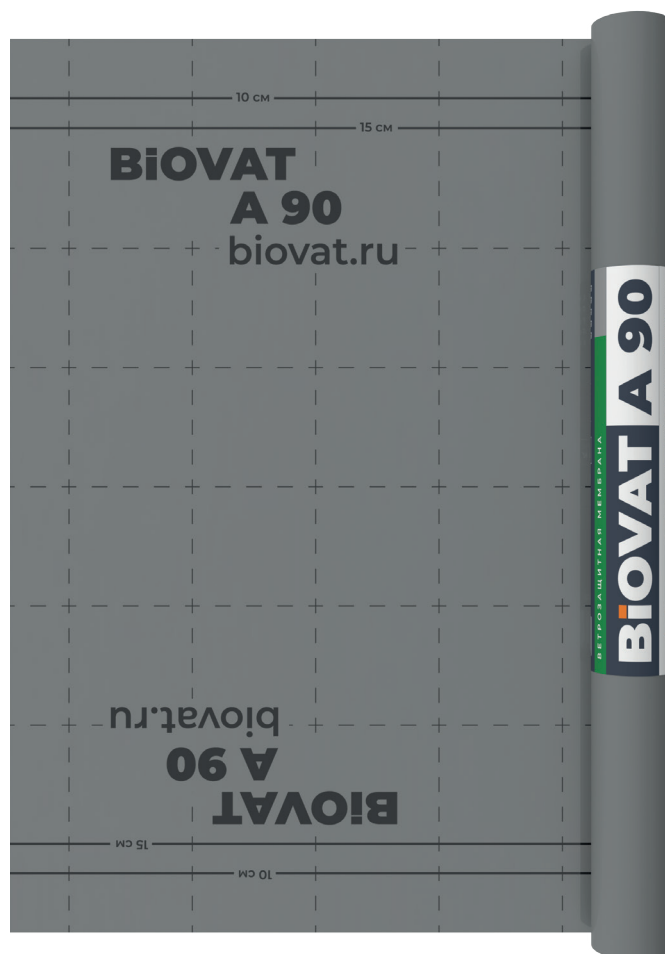 10 см
15 см
BiOVAT
A 90
biovat.ru
BiOVAT A 90
ВЕТРОЗАЩИТНАЯ МЕМБРАНА
biovat.ru
A 90
BiOVAT
15 см
10 см